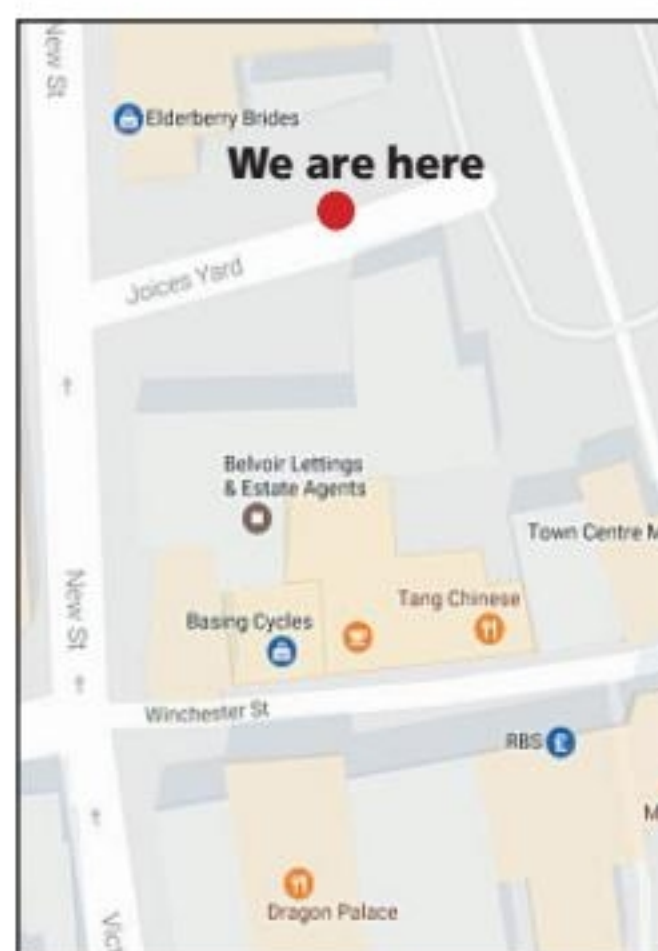 New St
Elderberry Brides
We are here
Joices Yard
Belvoir Lettings
& Estate Agents
Town Centre M
New St
Tang Chinese
Basing Cycles
Winchester St
RBS
£
M
Dragon Palace
Vict